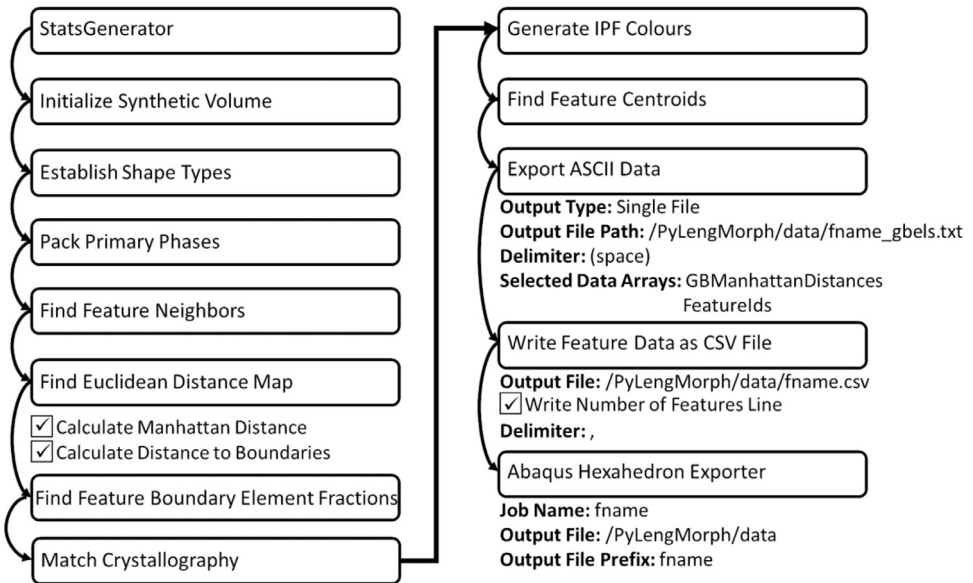 StatsGenerator
Initialize Synthetic Volume
Establish Shape Types
Pack Primary Phases
Find Feature Neighbors
Find Euclidean Distance Map
Calculate Manhattan Distance
Calculate Distance to Boundaries
Find Feature Boundary Element Fractions
Match Crystallography
Generate IPF Colours
Find Feature Centroids
Export ASCII Data
Output Type: Single File
Output File Path: /PyLengMorph/data/fname_gbels.txt
Delimiter: (space)
Selected Data Arrays: GBManhattanDistances
FeatureIds
Write Feature Data as CSV File
Output File: /PyLengMorph/data/fname.csv
Write Number of Features Line
Delimiter: ,
Abaqus Hexahedron Exporter
Job Name: fname
Output File: /PyLengMorph/data
Output File Prefix: fname